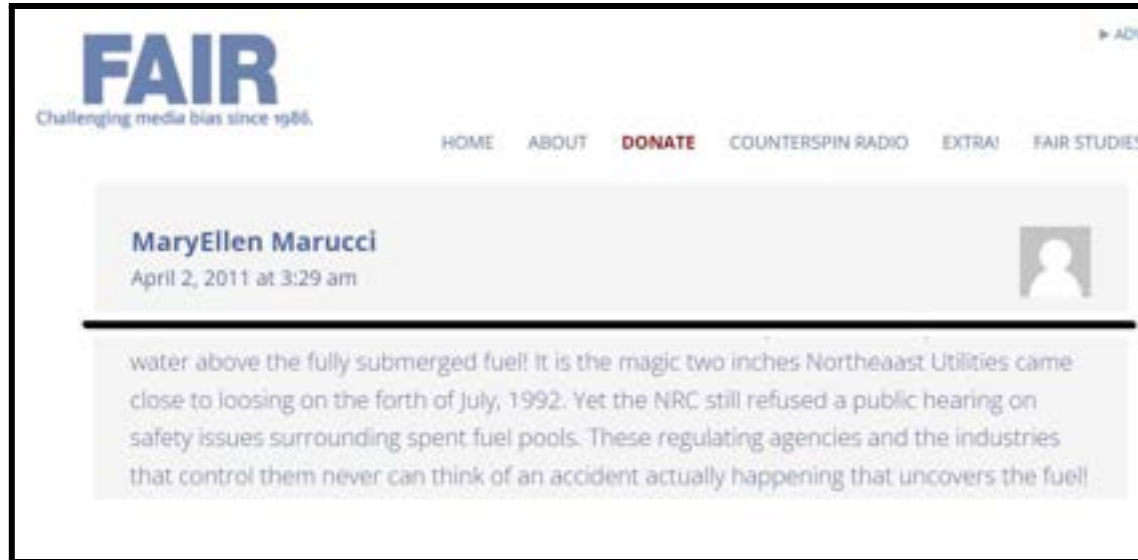 FAIR
Challenging media bias since 1986.
▶ ADV
HOME ABOUT DONATE COUNTERSPIN RADIO EXTRA! FAIR STUDIES
MaryEllen Marucci
April 2, 2011 at 3:29 am
water above the fully submerged fuel! It is the magic two inches Northeaast Utilities came
close to loosing on the forth of July, 1992. Yet the NRC still refused a public hearing on
safety issues surrounding spent fuel pools. These regulating agencies and the industries
that control them never can think of an accident actually happening that uncovers the fuel!